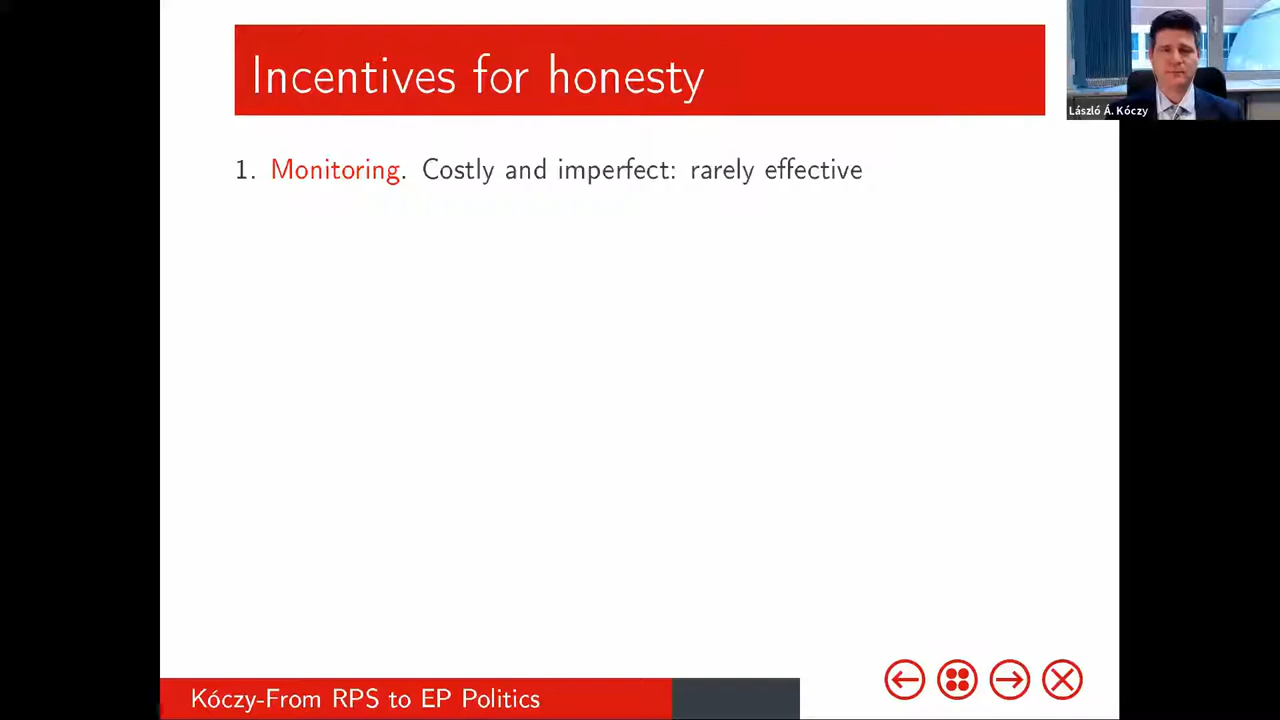 Incentives for honesty
László Á. Kóczy
1. Monitoring. Costly and imperfect: rarely effective
Kóczy-From RPS to EP Politics